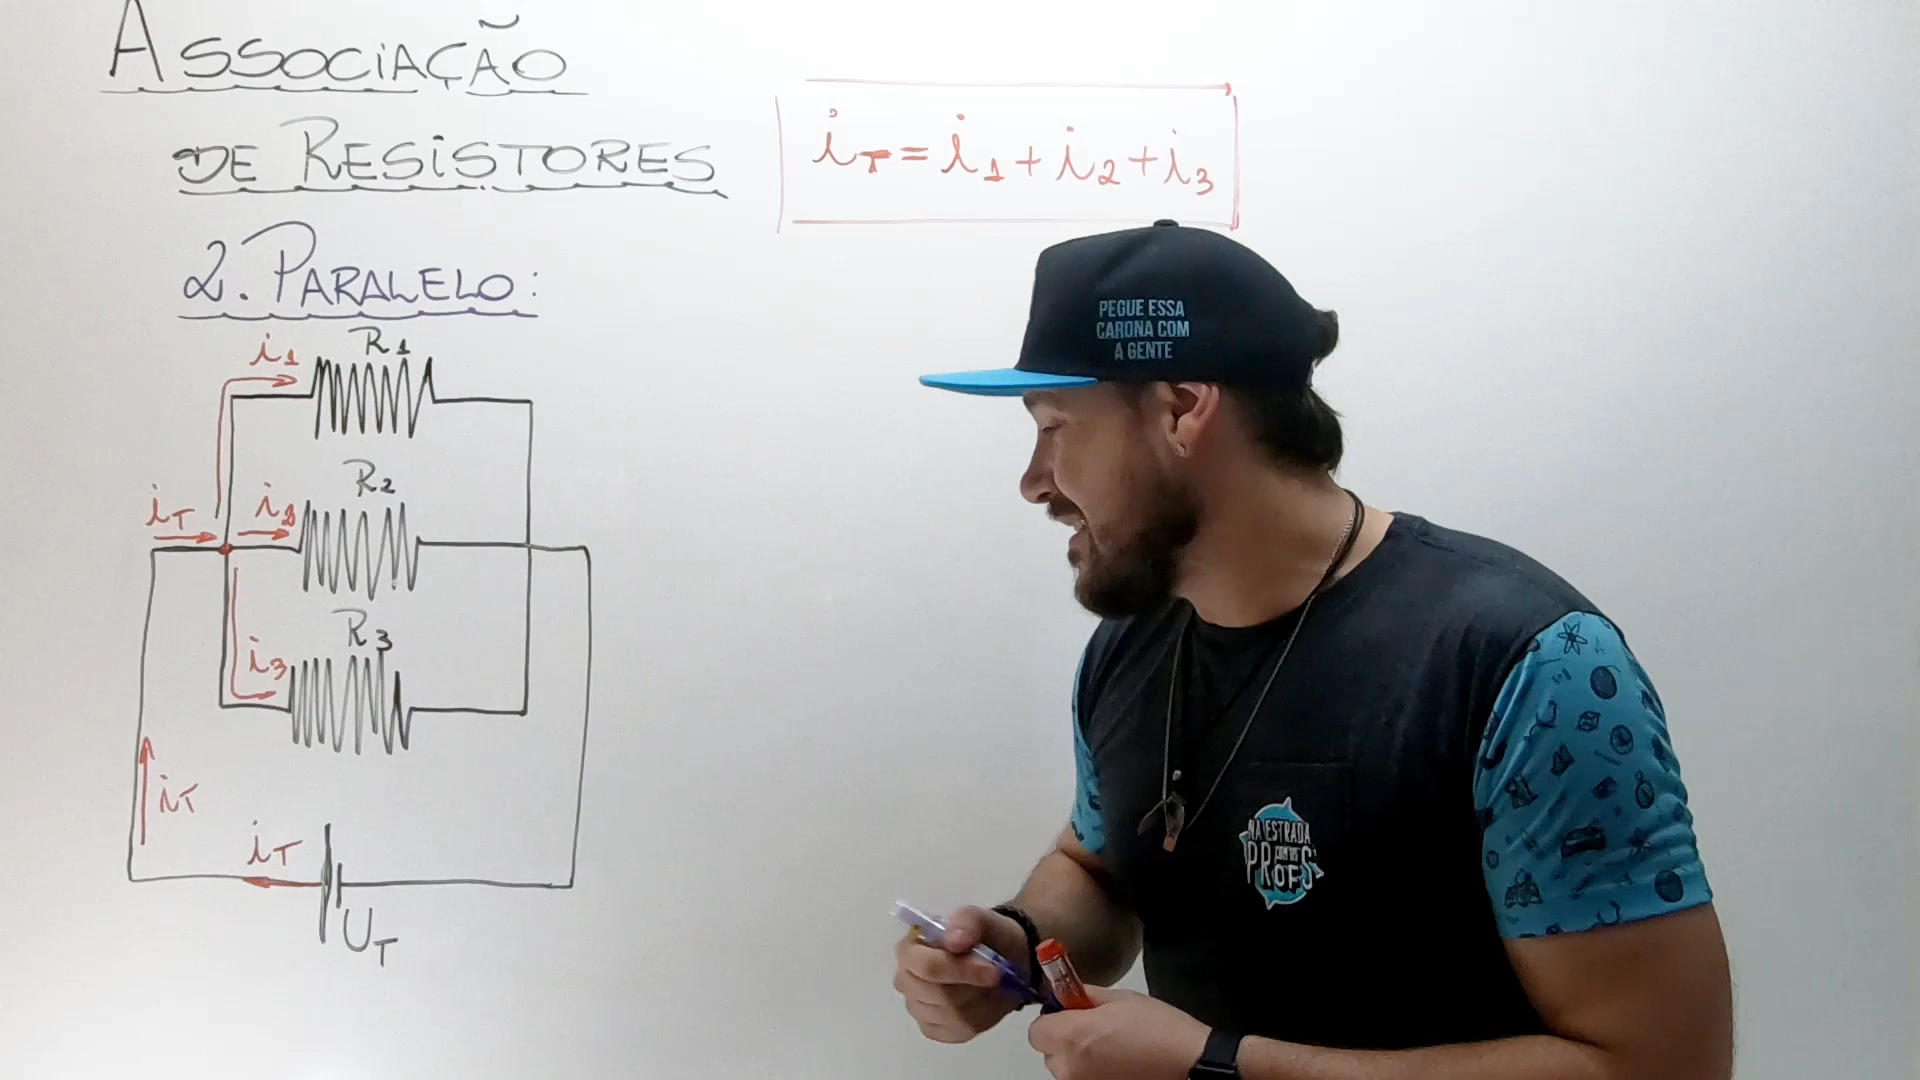 ASSOCIAÇÃO
DE RESISTORES
iT = i1 + i2 + i3
2. PARALELO:
i1
R1
R2
iT
i2
R3
i3
iT
iT
UT
PEGUE ESSA
CARONA COM
A GENTE
NA ESTRADA
COM OS
PROFS